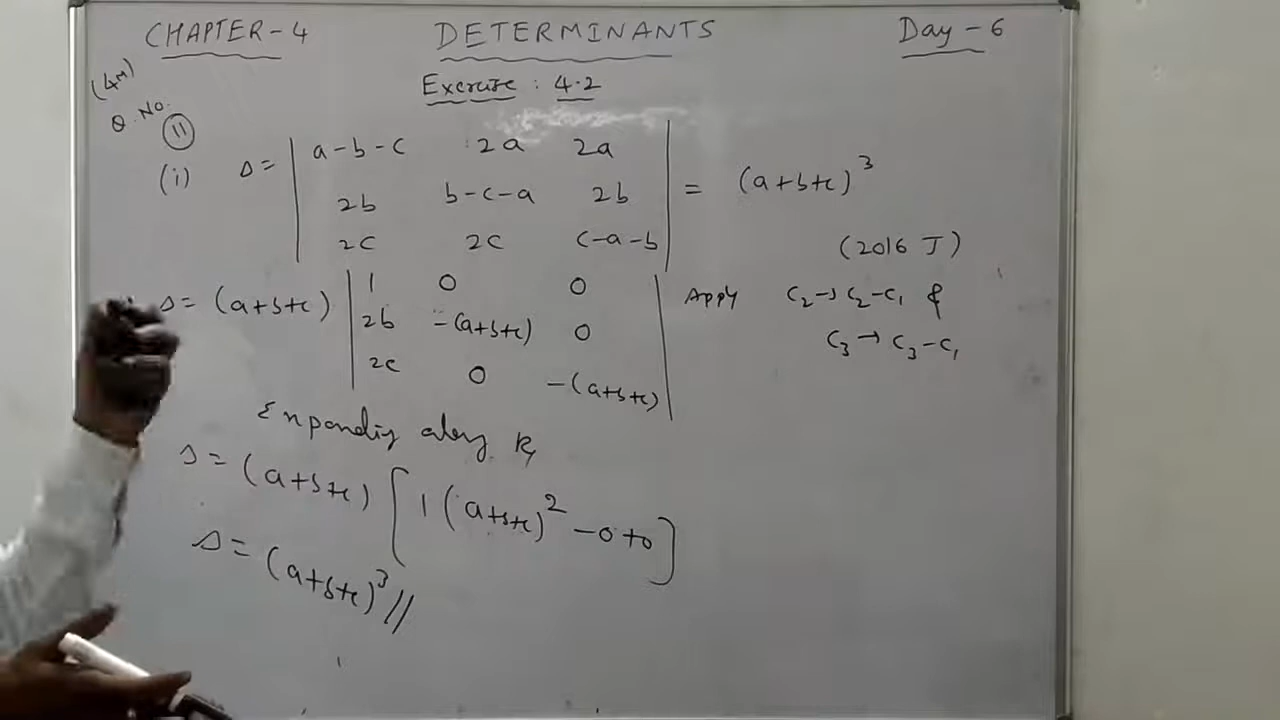 CHAPTER-4 DETERMINANTS Day-6
Exercise : 4.2
(4M)
Q.No. 11
(i) Δ = | a-b-c 2a 2a |
| 2b b-c-a 2b | = (a+b+c)³
| 2c 2c c-a-b |
(2016 J)
Δ = (a+b+c) | 1 0 0 | Apply C₂→C₂-C₁ &
| 2b -(a+b+c) 0 | C₃→C₃-C₁
| 2c 0 -(a+b+c) |
Expanding along R₁
Δ = (a+b+c) [1(a+b+c)² -0+0]
Δ = (a+b+c)³//